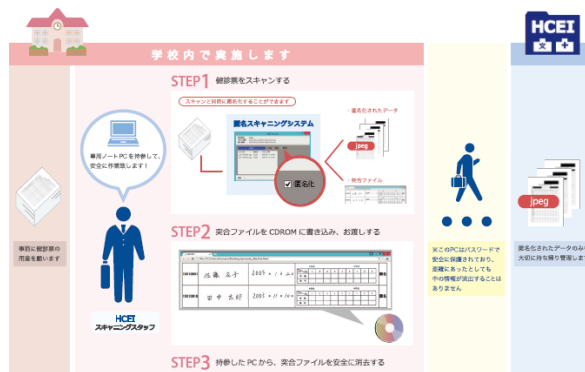 HCEI
文
学校内で実施します
STEP1 健診票をスキャンする
スキャンと同時に匿名化することができます
匿名スキャニングシステム
・匿名化されたデータ
jpeg
・突合ファイル
匿名化
専用ノートPCを持参して、
安全に作業致します！
事前に健診票の
用意を願います
HCEI
スキャニングスタッフ
STEP2 突合ファイルを CDROM に書き込み、お渡しする
佐藤 花子
田中 太郎
匿名
匿名
STEP3 持参した PC から、突合ファイルを安全に消去する
※このPCはパスワードで
安全に保護されており、
盗難にあったとしても
中の情報が流出することは
ありません
jpeg
匿名化されたデータのみ
大切に持ち帰り管理しま